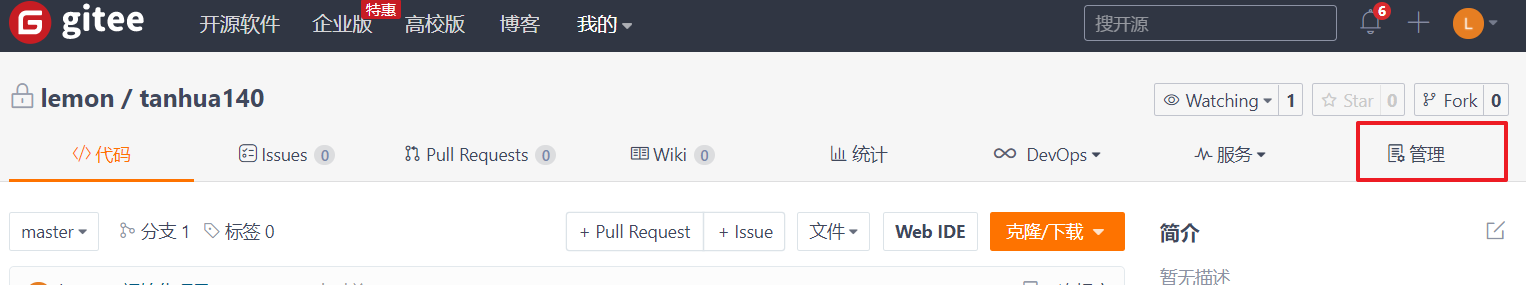 gitee 开源软件 企业版 特惠 高校版 博客 我的 搜开源 6 L
lemon / tanhua140 Watching 1 Star 0 Fork 0
代码 Issues 0 Pull Requests 0 Wiki 0 统计 DevOps 服务 管理
master 分支 1 标签 0 + Pull Request + Issue 文件 Web IDE 克隆/下载 简介
暂无描述